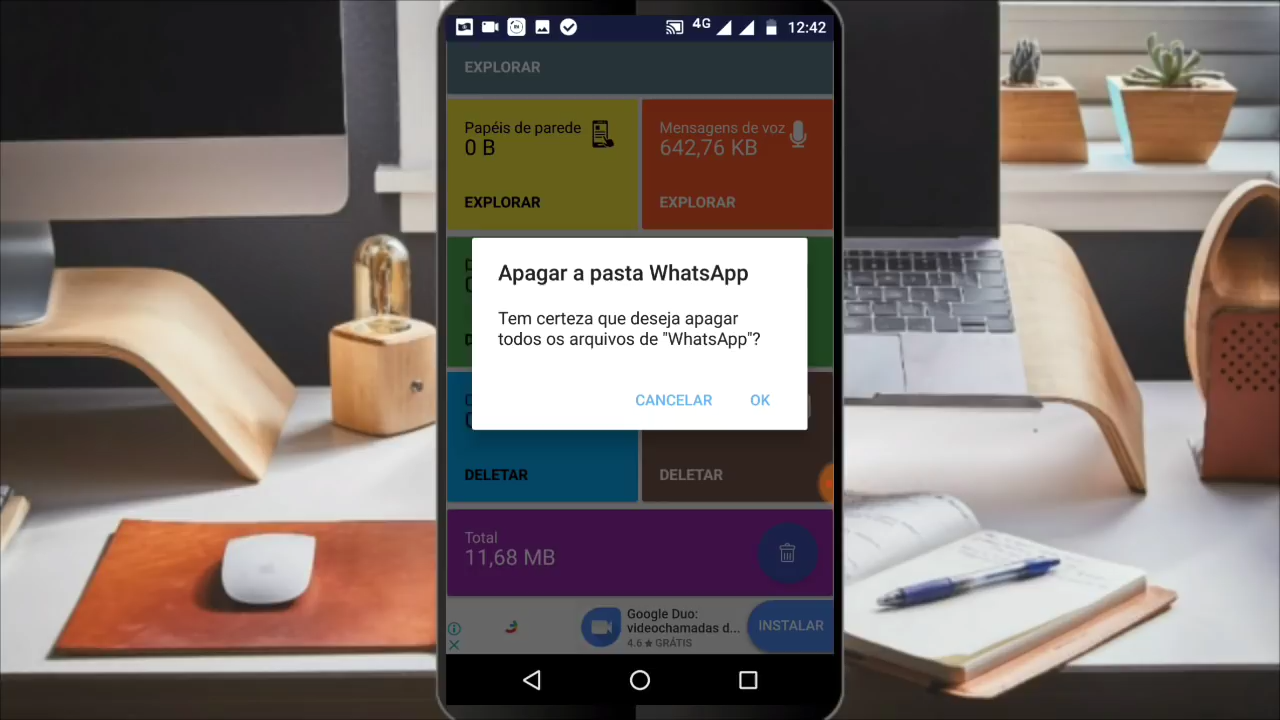 4G 12:42
EXPLORAR
Papéis de parede
0 B
EXPLORAR
Mensagens de voz
642,76 KB
EXPLORAR
Apagar a pasta WhatsApp
Tem certeza que deseja apagar
todos os arquivos de "WhatsApp"?
CANCELAR OK
DELETAR
DELETAR
Total
11,68 MB
Google Duo:
videochamadas d...
4.6 ★ GRÁTIS
INSTALAR